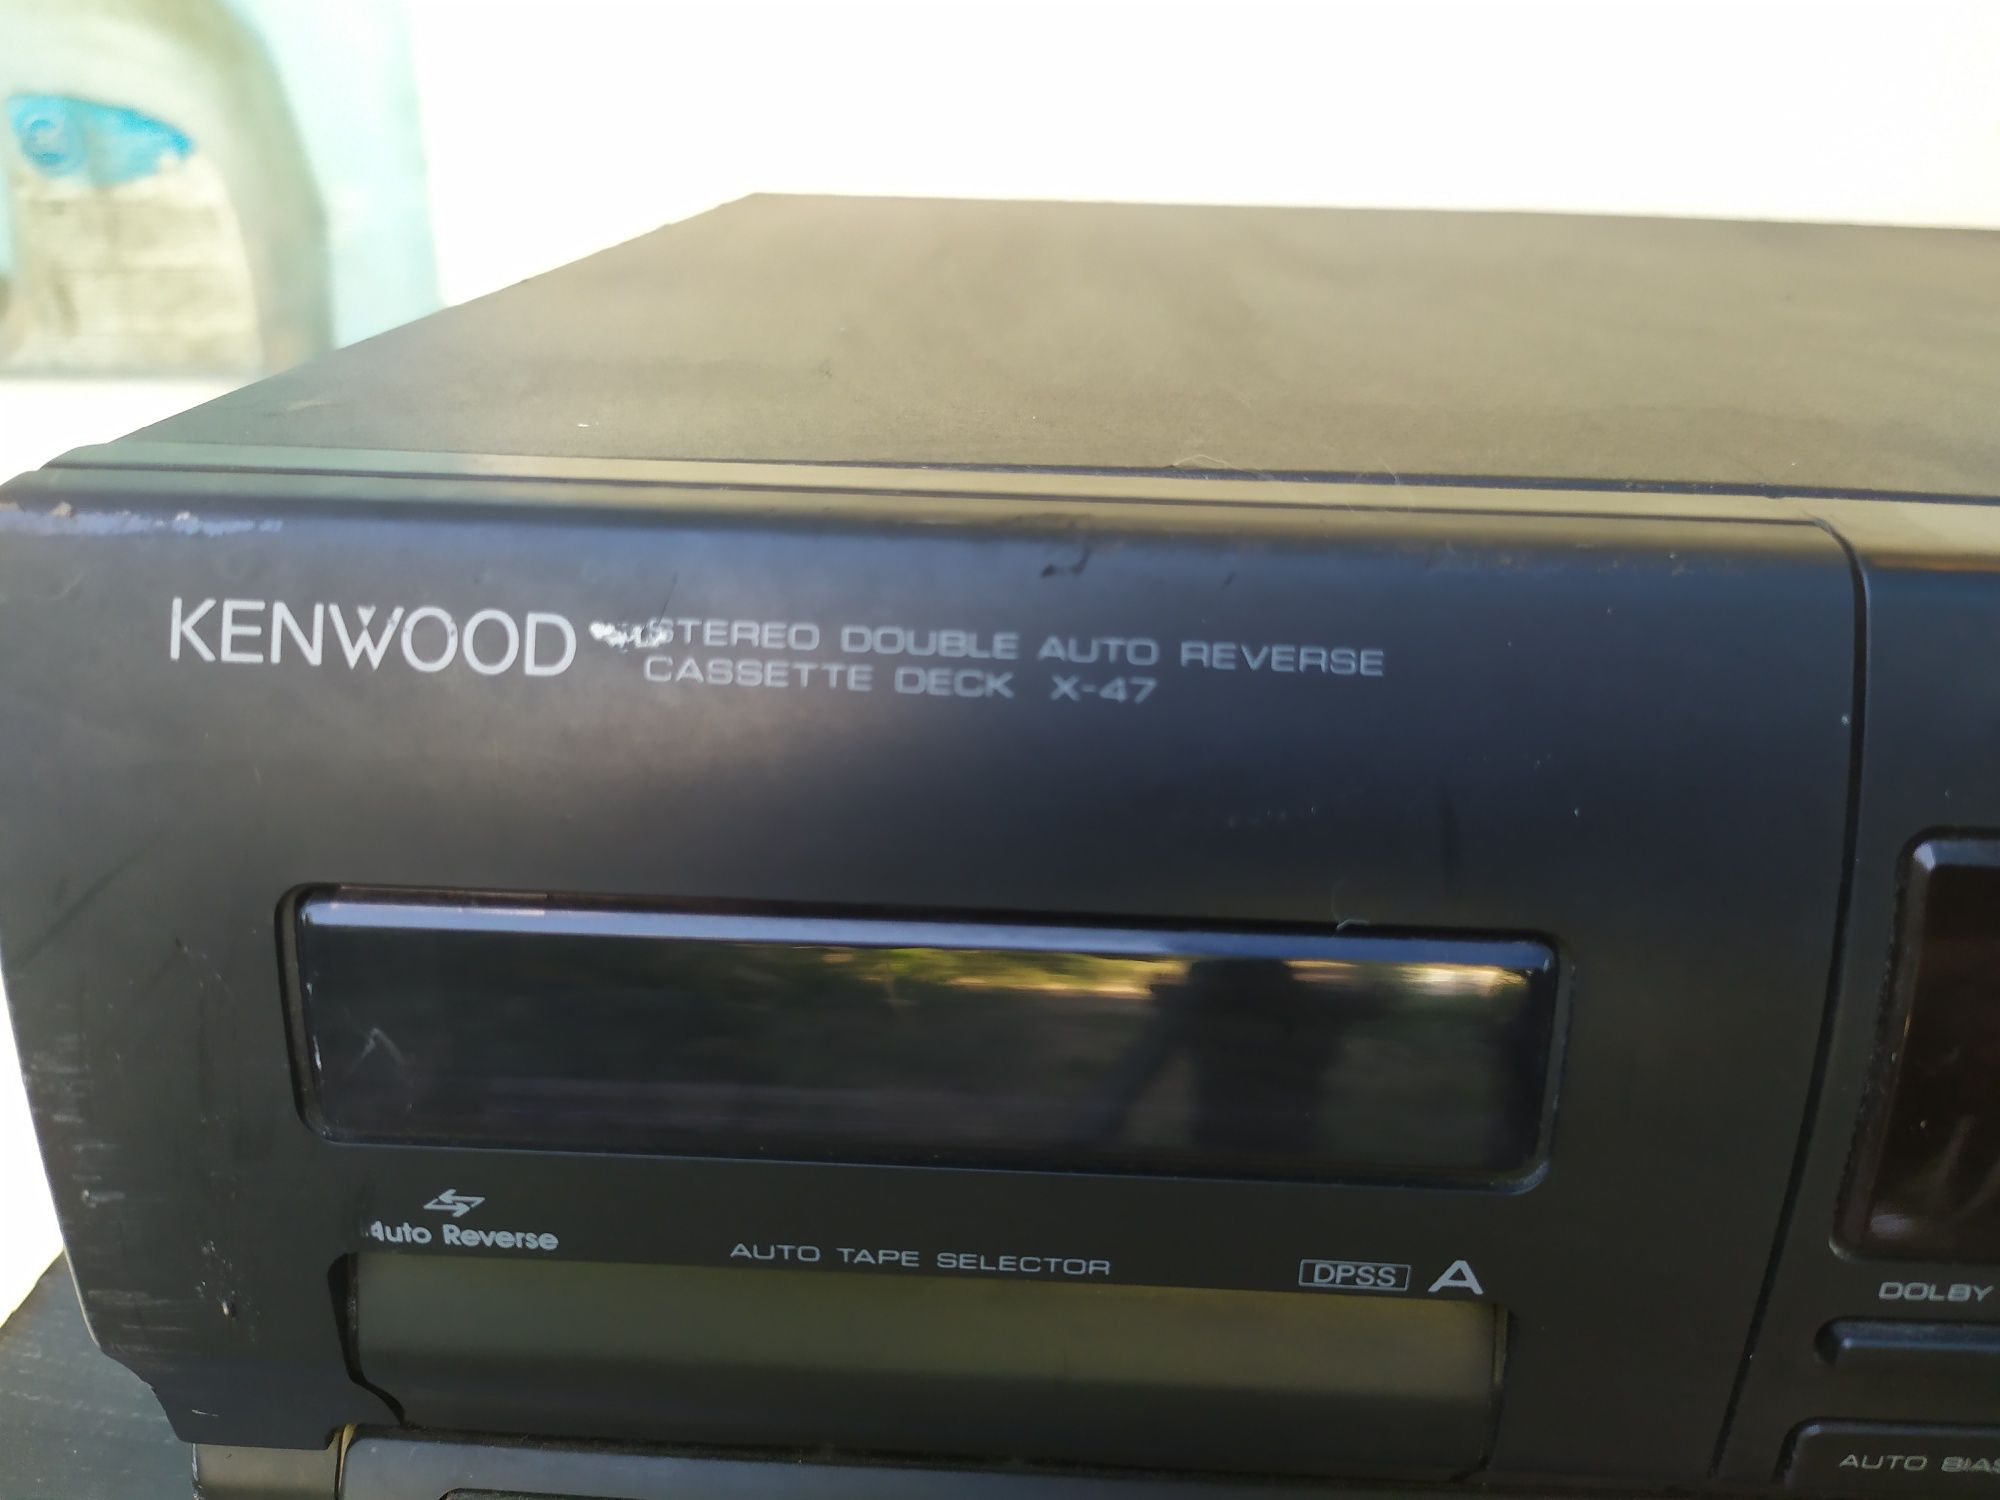 KENWOOD
STEREO DOUBLE AUTO REVERSE
CASSETTE DECK X-47
Auto Reverse
AUTO TAPE SELECTOR
DPSS A
DOLBY
AUTO BIAS